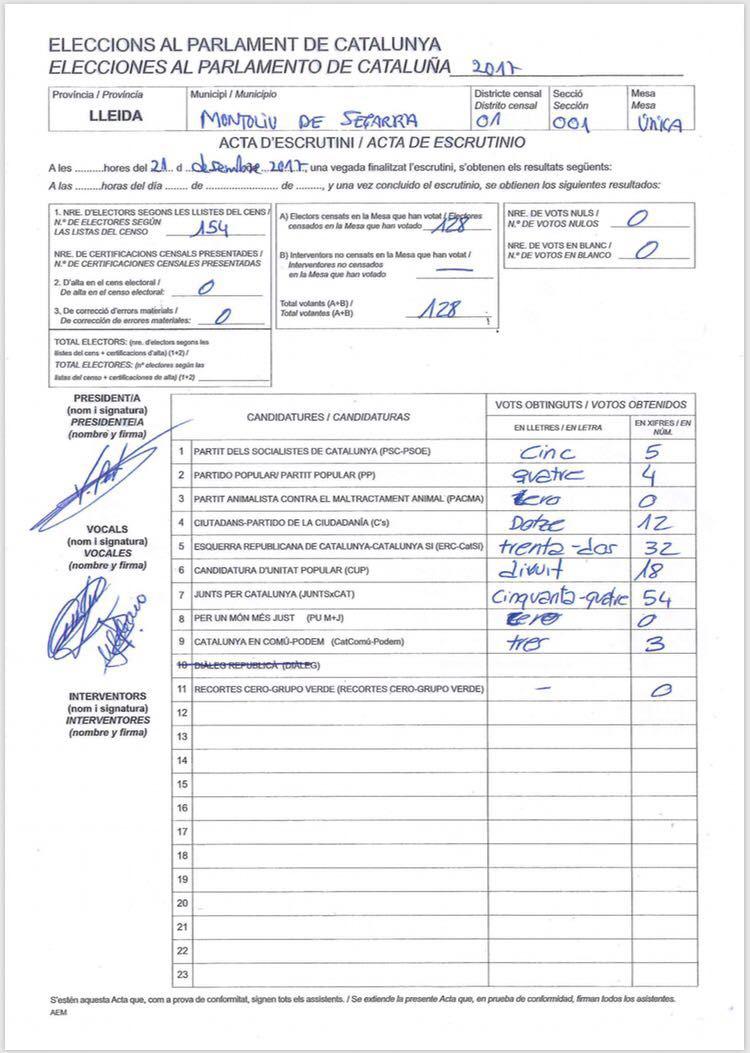 ELECCIONS AL PARLAMENT DE CATALUNYA
ELECCIONES AL PARLAMENTO DE CATALUÑA 2017
Província / Provincia
LLEIDA
Municipi / Municipio
MONTOLIU DE SEGARRA
Districte censal
Distrito censal
01
Secció
Sección
001
Mesa
Mesa
ÚNICA
ACTA D'ESCRUTINI / ACTA DE ESCRUTINIO
A les ..........hores del 21 d desembre 2017, una vegada finalitzat l'escrutini, s'obtenen els resultats següents:
A las .........horas del día ........ de .......................... de ........., y una vez concluido el escrutinio, se obtienen los siguientes resultados:
1. NRE. D'ELECTORS SEGONS LES LLISTES DEL CENS /
N.º DE ELECTORES SEGÚN
LAS LISTAS DEL CENSO 154
NRE. DE CERTIFICACIONS CENSALS PRESENTADES /
N.º DE CERTIFICACIONES CENSALES PRESENTADAS
2. D'alta en el cens electoral /
De alta en el censo electoral: 0
3. De correcció d'errors materials /
De corrección de errores materiales: 0
TOTAL ELECTORS: (nre. d'electors segons les
llistes del cens + certificacions d'alta) (1+2) /
TOTAL ELECTORES: (nº electores según las
listas del censo + certificaciones de alta) (1+2)
A) Electors censats en la Mesa que han votat / Electores
censados en la Mesa que han votado 128
B) Interventors no censats en la Mesa que han votat /
Interventores no censados
en la Mesa que han votado —
Total votants (A+B) /
Total votantes (A+B) 128
NRE. DE VOTS NULS /
N.º DE VOTOS NULOS 0
NRE. DE VOTS EN BLANC /
N.º DE VOTOS EN BLANCO 0
PRESIDENT/A
(nom i signatura)
PRESIDENTE/A
(nombre y firma)
VOCALS
(nom i signatura)
VOCALES
(nombre y firma)
INTERVENTORS
(nom i signatura)
INTERVENTORES
(nombre y firma)
CANDIDATURES / CANDIDATURAS
VOTS OBTINGUTS / VOTOS OBTENIDOS
EN LLETRES / EN LETRA
EN XIFRES / EN
NÚM.
1 PARTIT DELS SOCIALISTES DE CATALUNYA (PSC-PSOE) cinc 5
2 PARTIDO POPULAR/ PARTIT POPULAR (PP) quatre 4
3 PARTIT ANIMALISTA CONTRA EL MALTRACTAMENT ANIMAL (PACMA) zero 0
4 CIUTADANS-PARTIDO DE LA CIUDADANÍA (C's) Dotze 12
5 ESQUERRA REPUBLICANA DE CATALUNYA-CATALUNYA SI (ERC-CatSI) trenta-dos 32
6 CANDIDATURA D'UNITAT POPULAR (CUP) divuit 18
7 JUNTS PER CATALUNYA (JUNTSxCAT) cinquanta-quatre 54
8 PER UN MÓN MÉS JUST (PU M+J) zero 0
9 CATALUNYA EN COMÚ-PODEM (CatComú-Podem) tres 3
10 DIÀLEG REPUBLICÀ (DIÀLEG)
11 RECORTES CERO-GRUPO VERDE (RECORTES CERO-GRUPO VERDE) — 0
12
13
14
15
16
17
18
19
20
21
22
23
S'estén aquesta Acta que, com a prova de conformitat, signen tots els assistents. / Se extiende la presente Acta que, en prueba de conformidad, firman todos los asistentes.
AEM